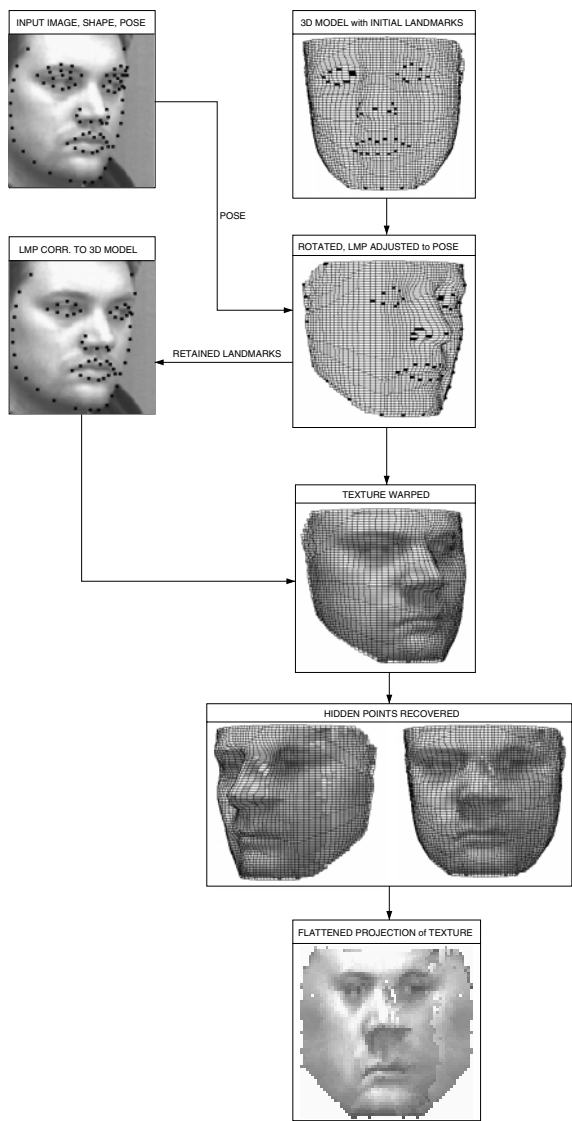 INPUT IMAGE, SHAPE, POSE
3D MODEL with INITIAL LANDMARKS
POSE
LMP CORR. TO 3D MODEL
ROTATED, LMP ADJUSTED to POSE
RETAINED LANDMARKS
TEXTURE WARPED
HIDDEN POINTS RECOVERED
FLATTENED PROJECTION of TEXTURE